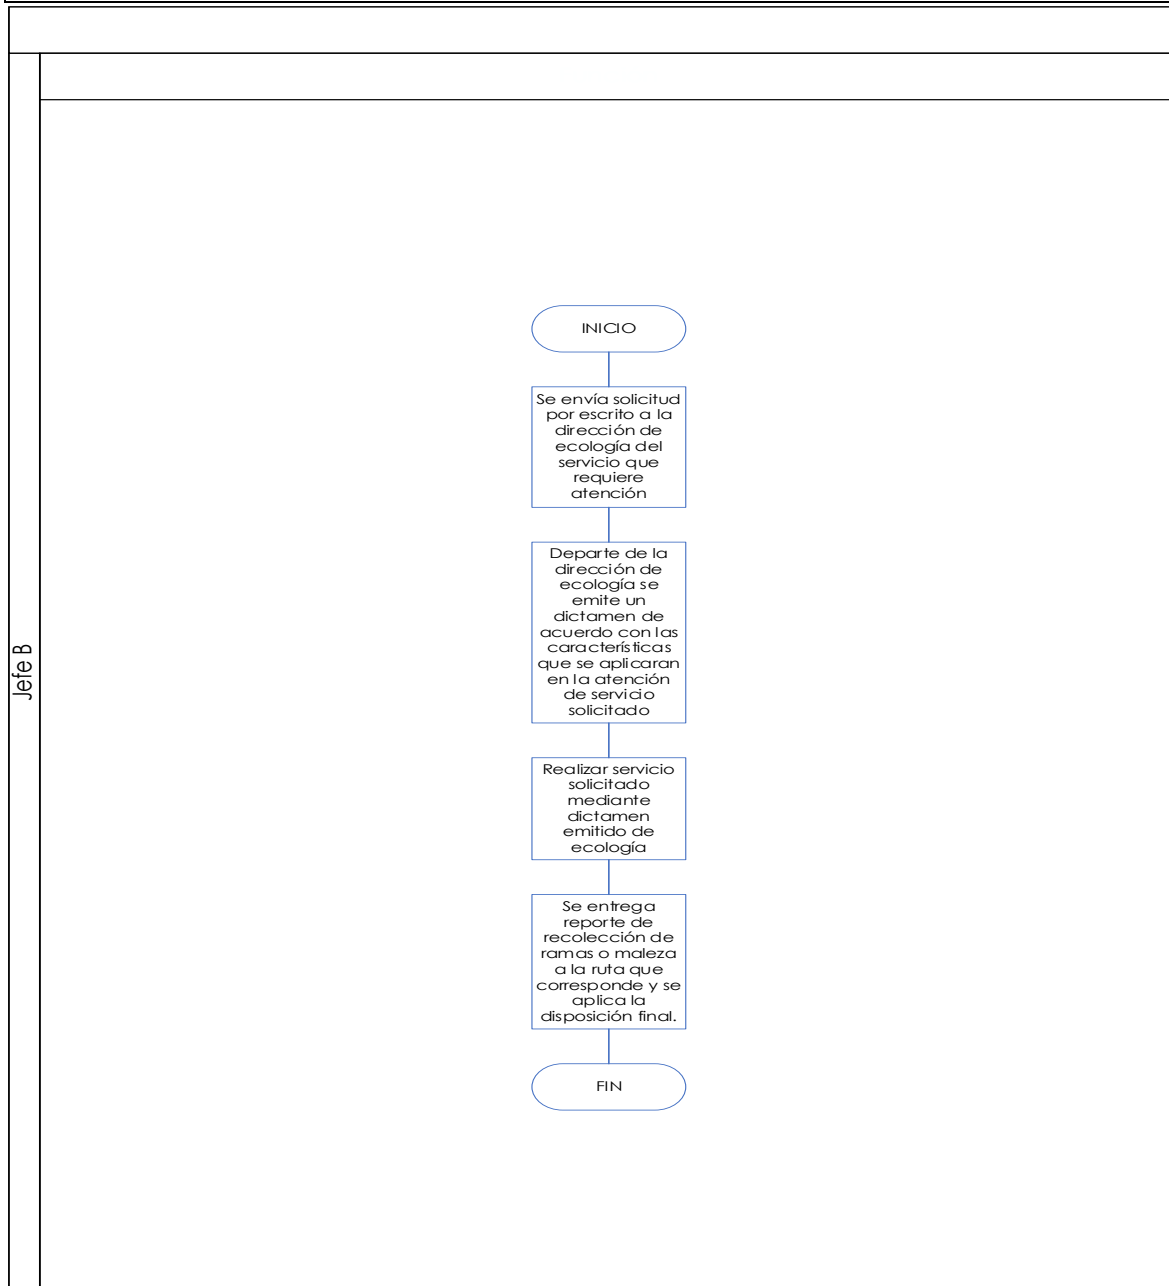 INICIO
Se envía solicitud
por escrito a la
dirección de
ecología del
servicio que
requiere
atención
Departe de la
dirección de
ecología se
emite un
dictamen de
acuerdo con las
características
que se aplicaran
en la atención
de servicio
solicitado
Jefe B
Realizar servicio
solicitado
mediante
dictamen
emitido de
ecología
Se entrega
reporte de
recolección de
ramas o maleza
a la ruta que
corresponde y se
aplica la
disposición final.
FIN